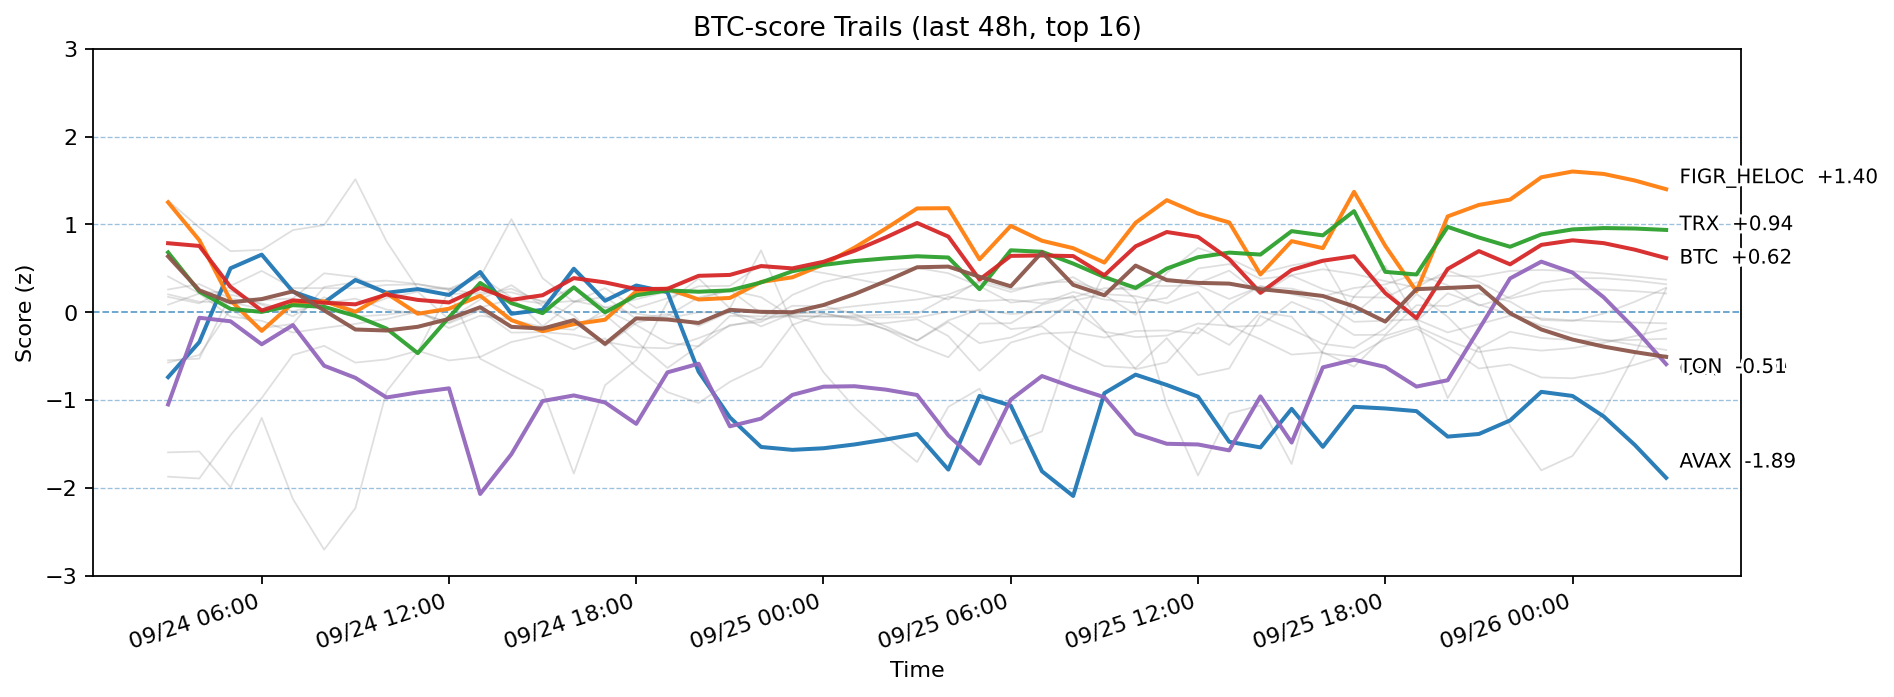 BTC-score Trails (last 48h, top 16)
Score (z)
3
2
1
0
−1
−2
−3
FIGR_HELOC +1.40
TRX +0.94
BTC +0.62
TON -0.51
AVAX -1.89
09/24 06:00
09/24 12:00
09/24 18:00
09/25 00:00
09/25 06:00
09/25 12:00
09/25 18:00
09/26 00:00
Time